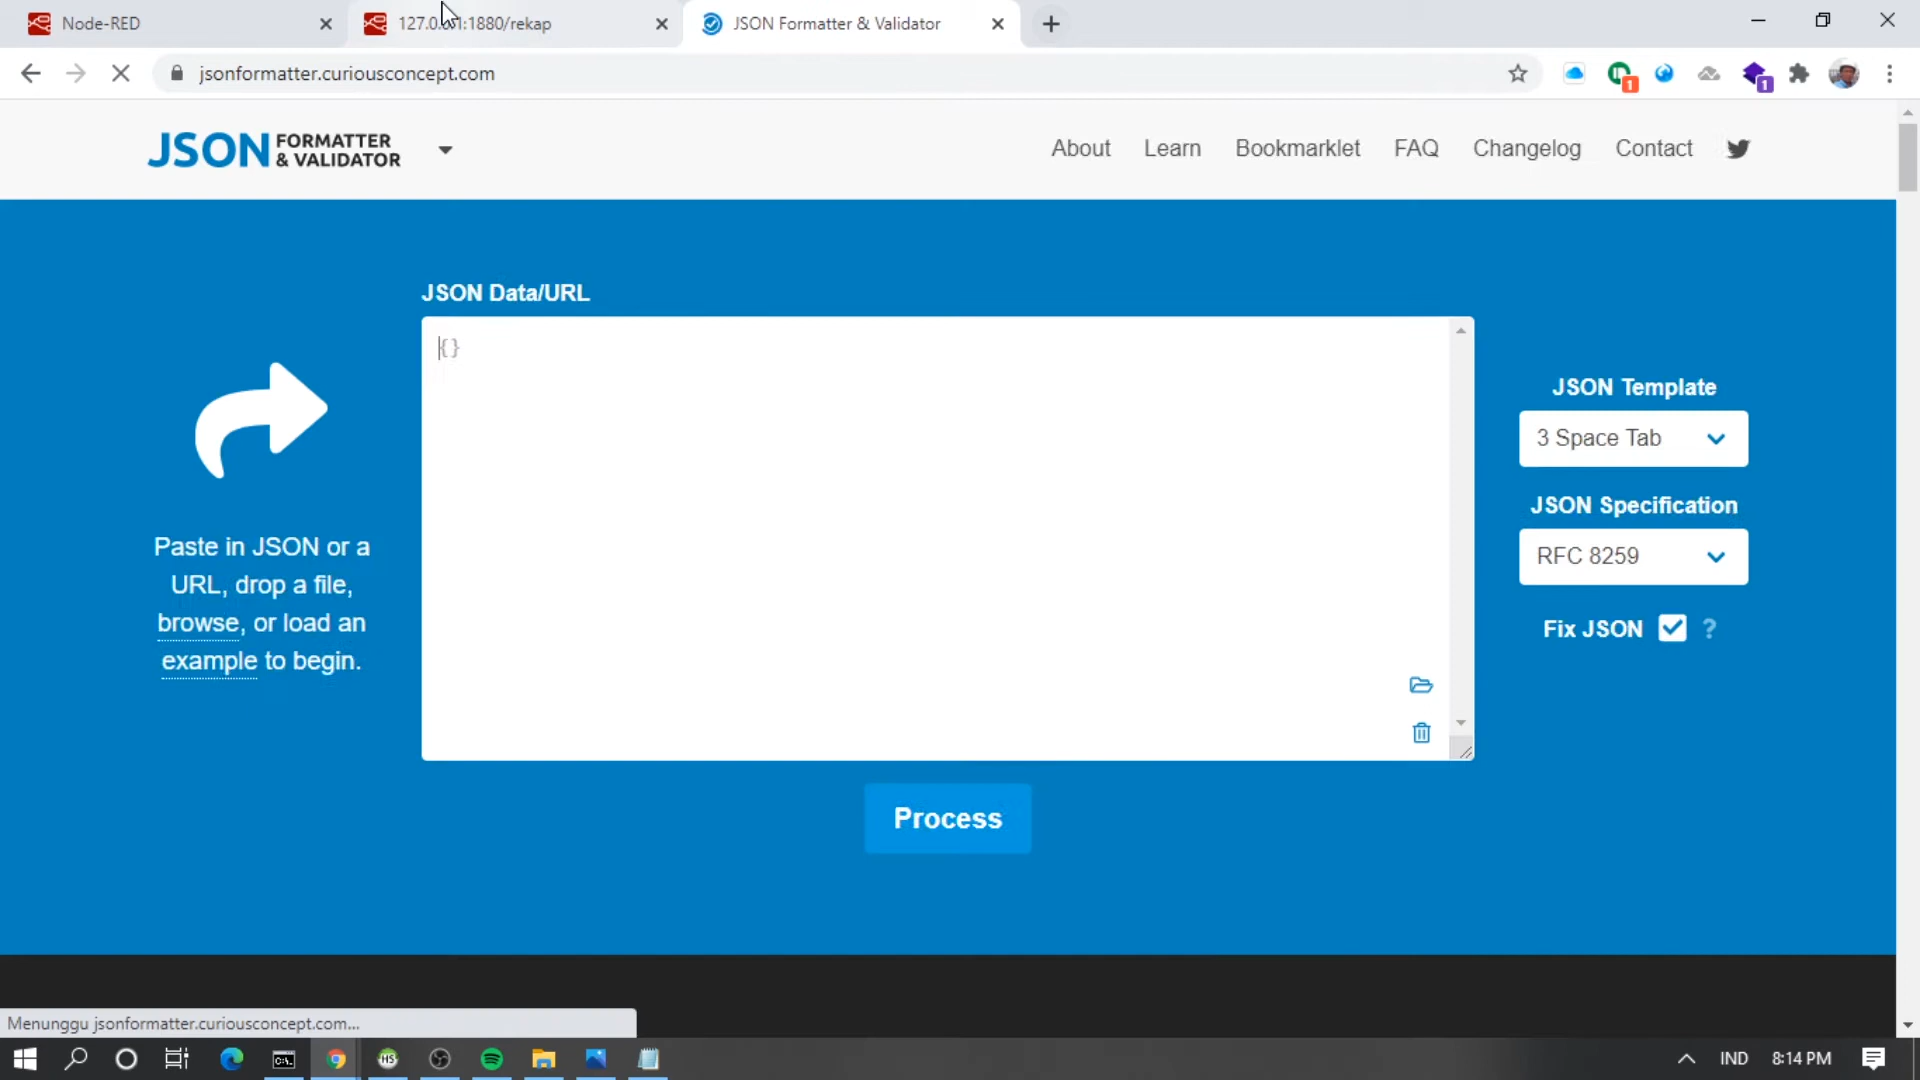 Node-RED
127.0.0.1:1880/rekap
JSON Formatter & Validator
jsonformatter.curiousconcept.com
1
1
JSON FORMATTER
& VALIDATOR
About
Learn
Bookmarklet
FAQ
Changelog
Contact
JSON Data/URL
{}
Paste in JSON or a
URL, drop a file,
browse, or load an
example to begin.
JSON Template
3 Space Tab
JSON Specification
RFC 8259
Fix JSON
?
Process
Menunggu jsonformatter.curiousconcept.com...
C:\.
HS
IND
8:14 PM